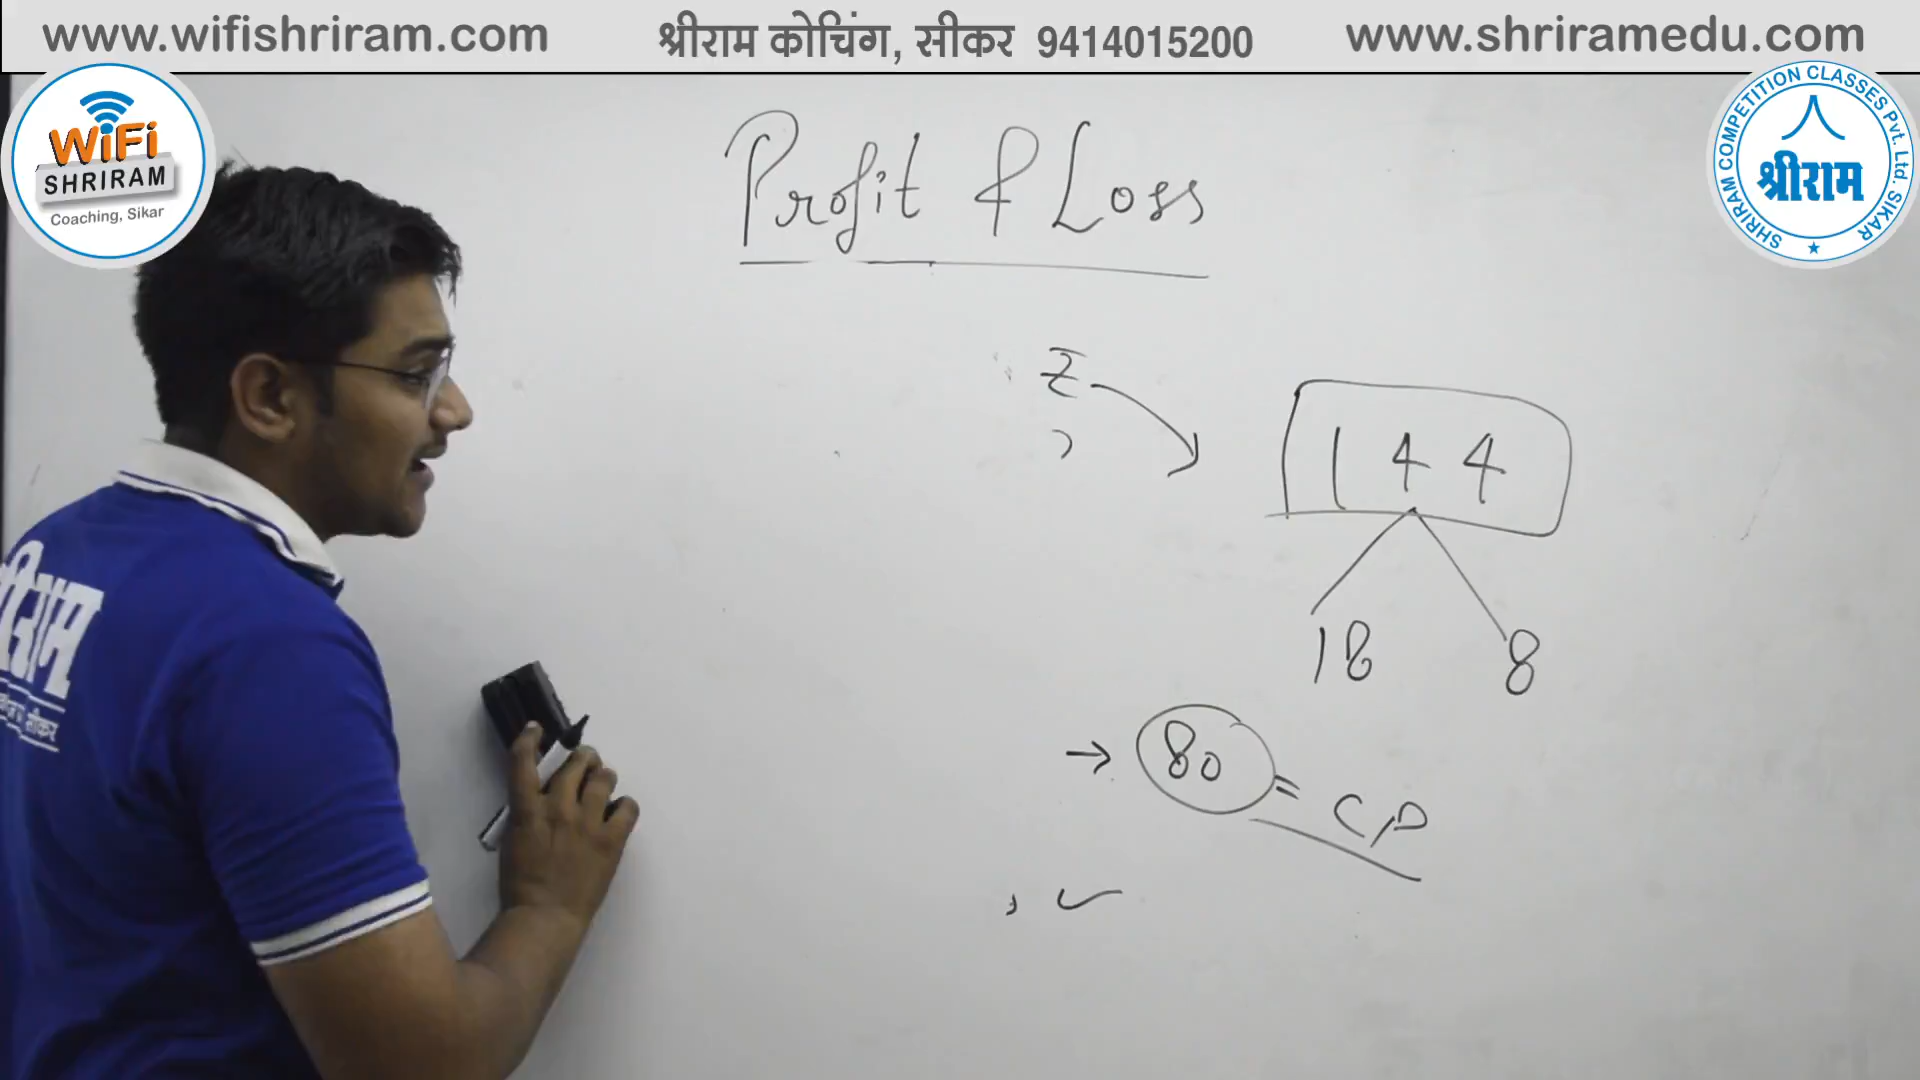 www.wifishriram.com
श्रीराम कोचिंग, सीकर 9414015200
www.shriramedu.com
WiFi
SHRIRAM
Coaching, Sikar
SHRIRAM COMPETITION CLASSES Pvt. Ltd. SIKAR
श्रीराम
Profit & Loss
144
18 8
→ 80 = CP
सीकर